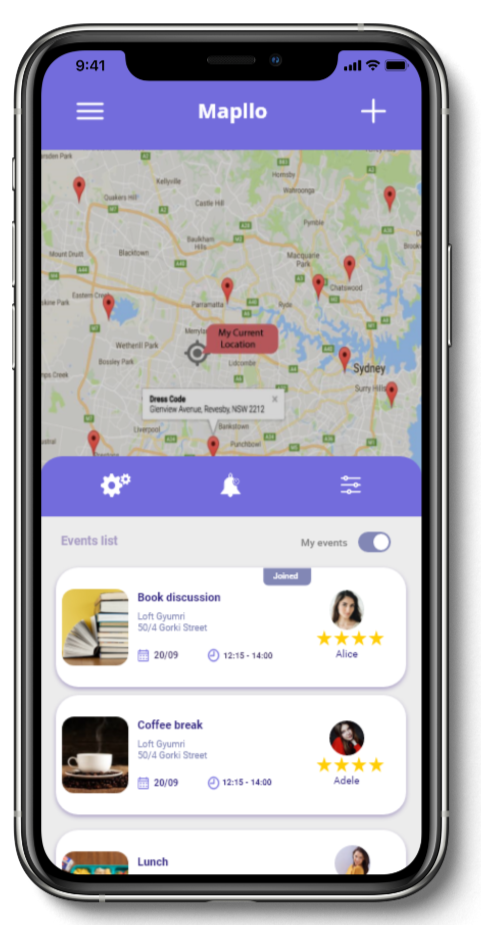 9:41
Mapllo
Kellyville
Hornsby
Wahroonga
Quakers Hill
Castle Hill
Pymble
Mount Druitt
Blacktown
Baulkham
Hills
Macquarie
Park
Chatswood
Eastern Creek
Parramatta
Ryde
My Current
Location
Wetherill Park
Bossley Park
Lidcombe
Sydney
Surry Hills
Dress Code
×
Glenview Avenue, Revesby, NSW 2212
Liverpool
Bankstown
Punchbowl
Events list
My events
Joined
Book discussion
Loft Gyumri
50/4 Gorki Street
20/09
12:15 - 14:00
Alice
Coffee break
Loft Gyumri
50/4 Gorki Street
20/09
12:15 - 14:00
Adele
Lunch